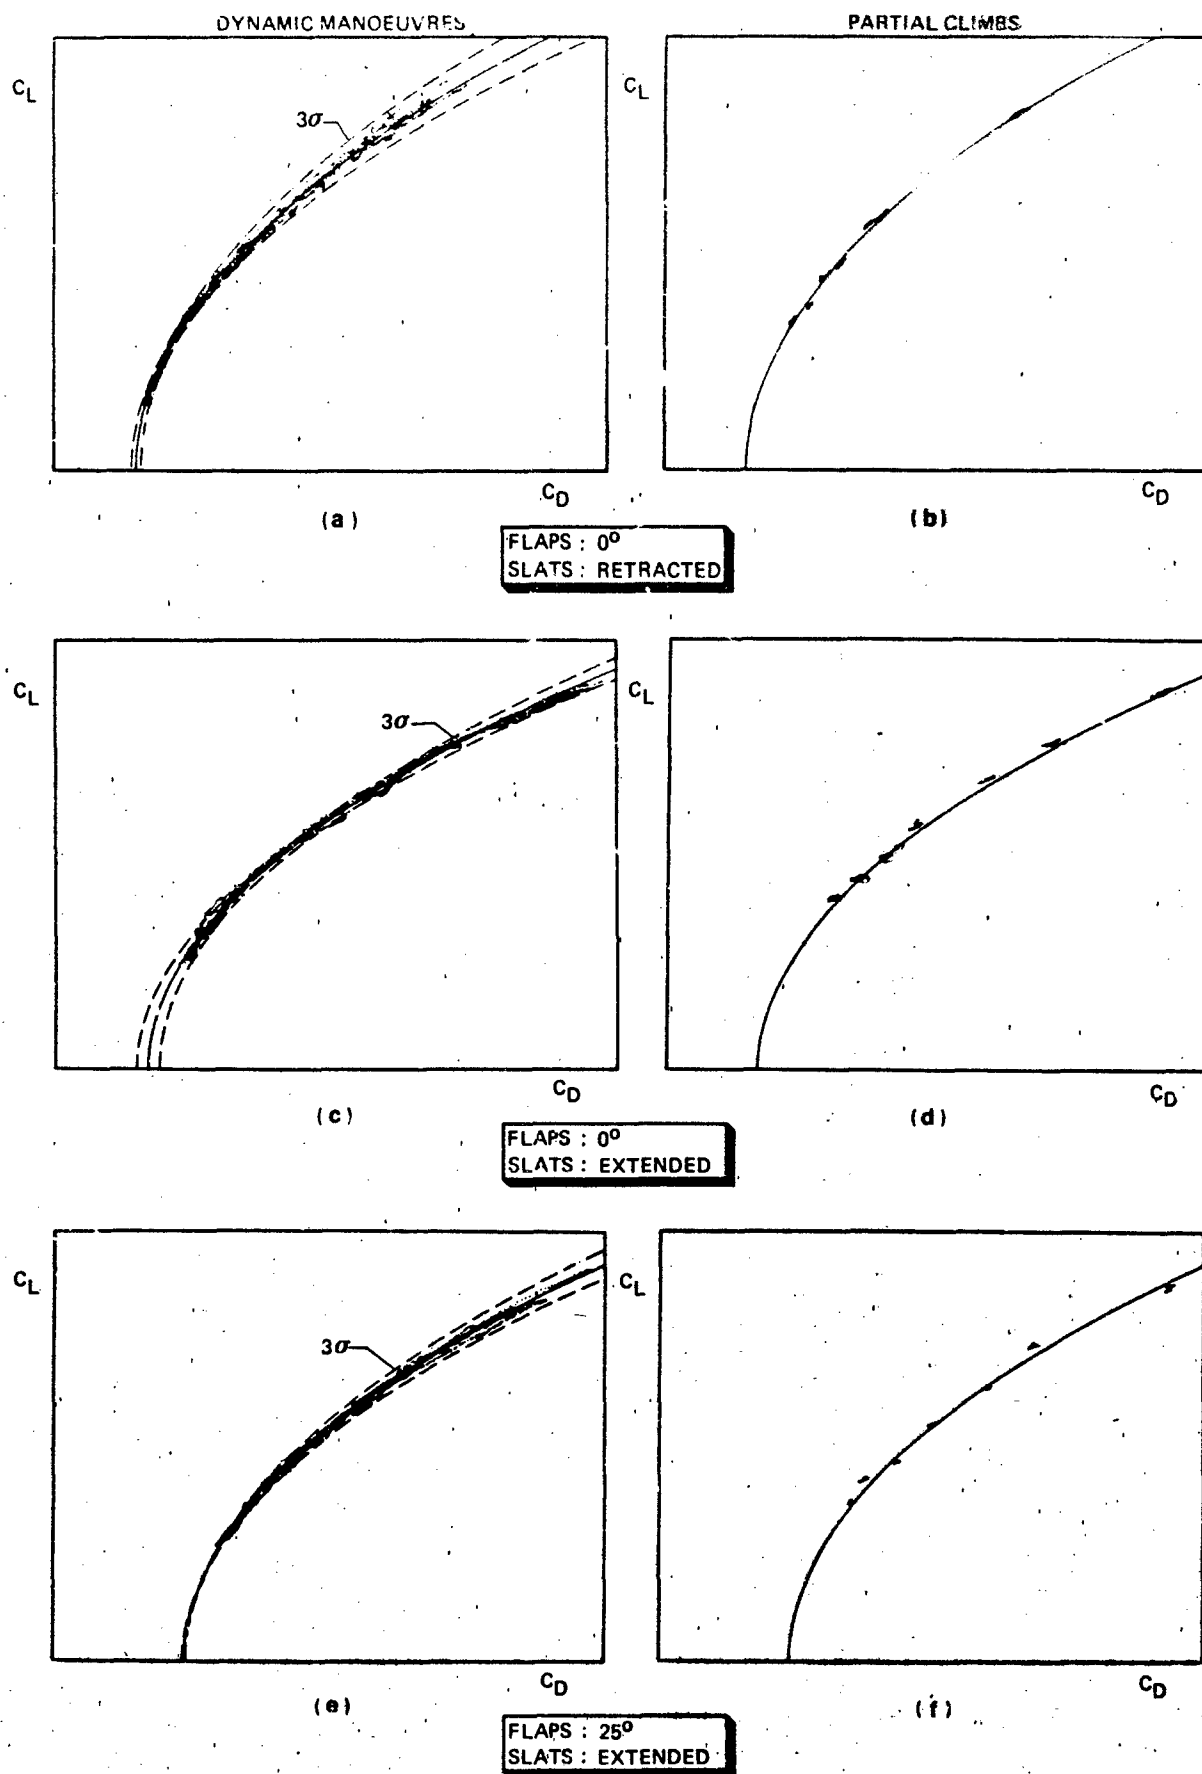 DYNAMIC MANOEUVRES
PARTIAL CLIMBS
C_L
3σ
C_D
(a)
C_L
C_D
(b)
FLAPS : 0°
SLATS : RETRACTED
C_L
3σ
C_D
(c)
C_L
C_D
(d)
FLAPS : 0°
SLATS : EXTENDED
C_L
3σ
C_D
(e)
C_L
C_D
(f)
FLAPS : 25°
SLATS : EXTENDED